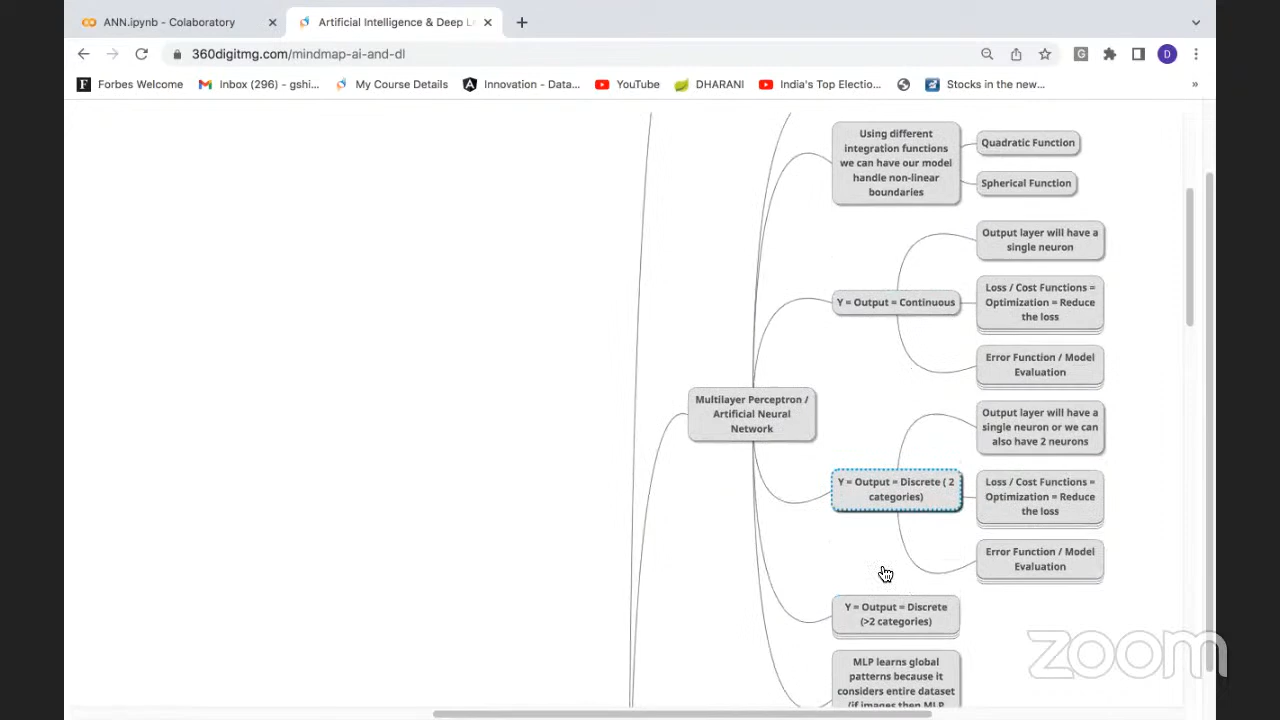 ANN.ipynb - Colaboratory
Artificial Intelligence & Deep L
360digitmg.com/mindmap-ai-and-dl
G
D
Forbes Welcome
Inbox (296) - gshi...
My Course Details
Innovation - Data...
YouTube
DHARANI
India's Top Electio...
Stocks in the new...
»
Using different
integration functions
we can have our model
handle non-linear
boundaries
Quadratic Function
Spherical Function
Output layer will have a
single neuron
Y = Output = Continuous
Loss / Cost Functions =
Optimization = Reduce
the loss
Error Function / Model
Evaluation
Multilayer Perceptron /
Artificial Neural
Network
Output layer will have a
single neuron or we can
also have 2 neurons
Y = Output = Discrete ( 2
categories)
Loss / Cost Functions =
Optimization = Reduce
the loss
Error Function / Model
Evaluation
Y = Output = Discrete
(>2 categories)
MLP learns global
patterns because it
considers entire dataset
(if images then MLP
zoom